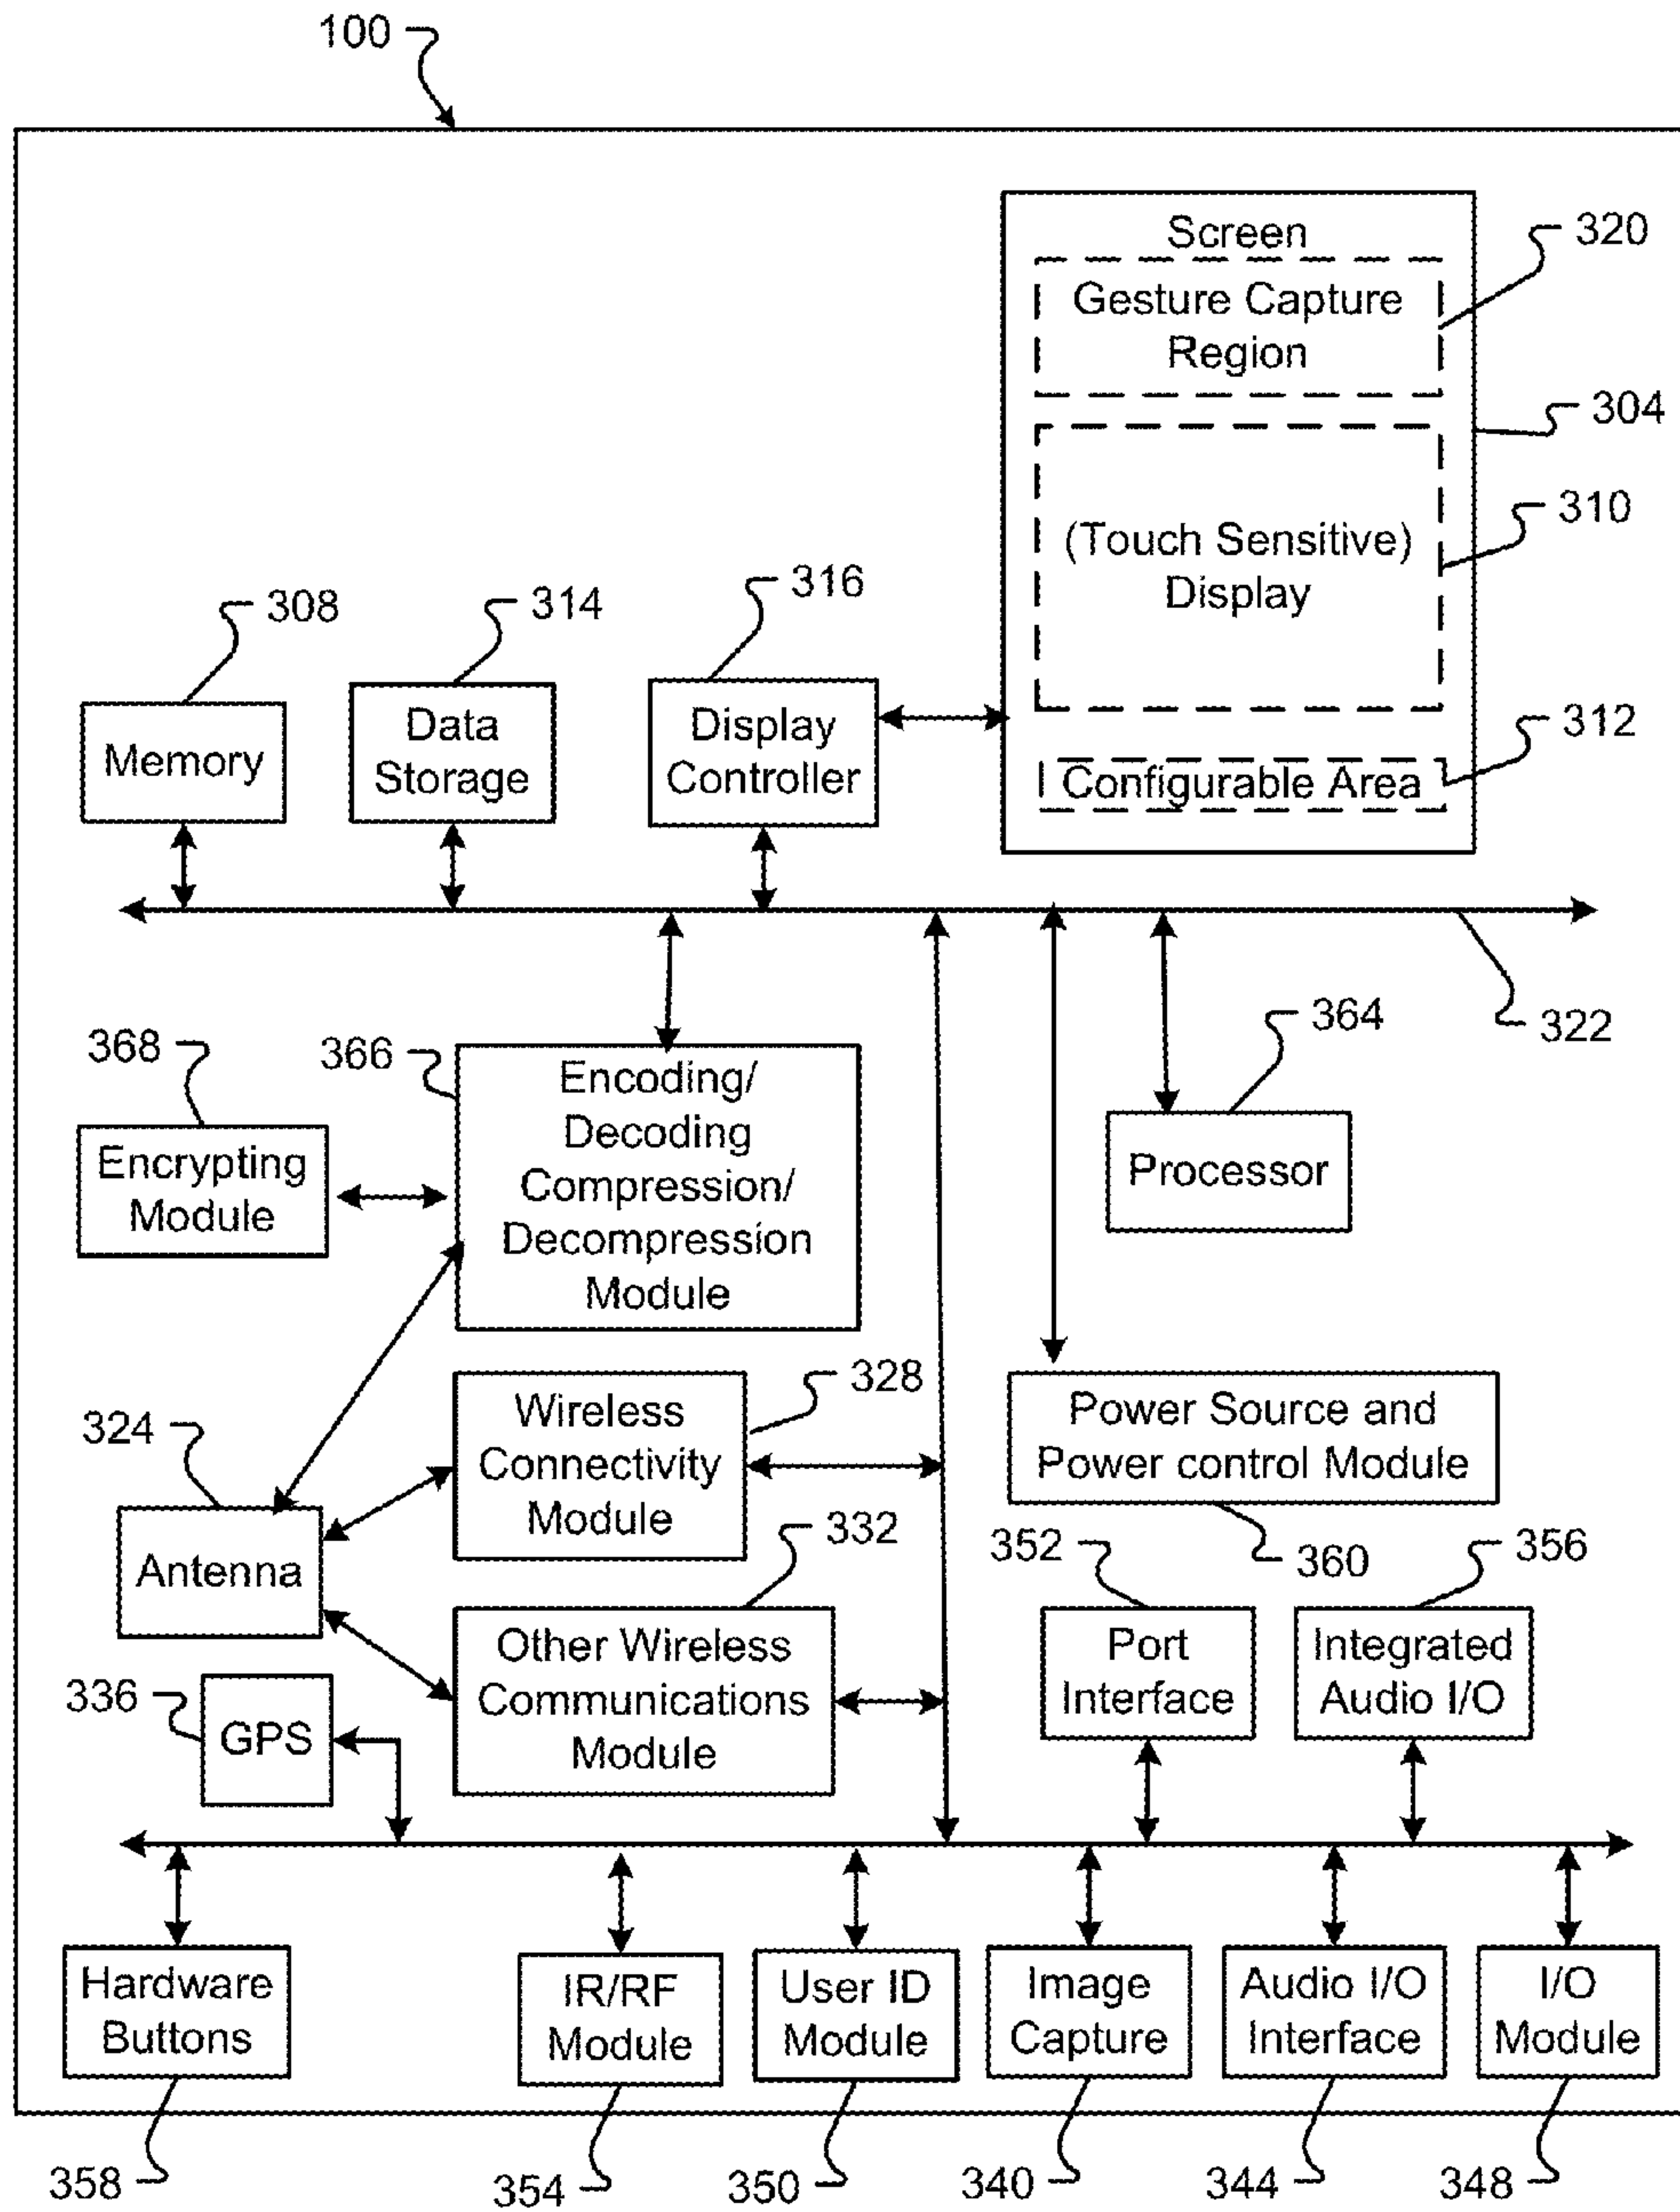 100
Screen
Gesture Capture
Region
320
304
(Touch Sensitive)
Display
310
308
314
316
Memory
Data
Storage
Display
Controller
Configurable Area
312
322
368
366
Encoding/
Decoding
Compression/
Decompression
Module
364
Encrypting
Module
Processor
324
Wireless
Connectivity
Module
328
Power Source and
Power control Module
Antenna
332
352
360
356
336
GPS
Other Wireless
Communications
Module
Port
Interface
Integrated
Audio I/O
Hardware
Buttons
IR/RF
Module
User ID
Module
Image
Capture
Audio I/O
Interface
I/O
Module
358
354
350
340
344
348